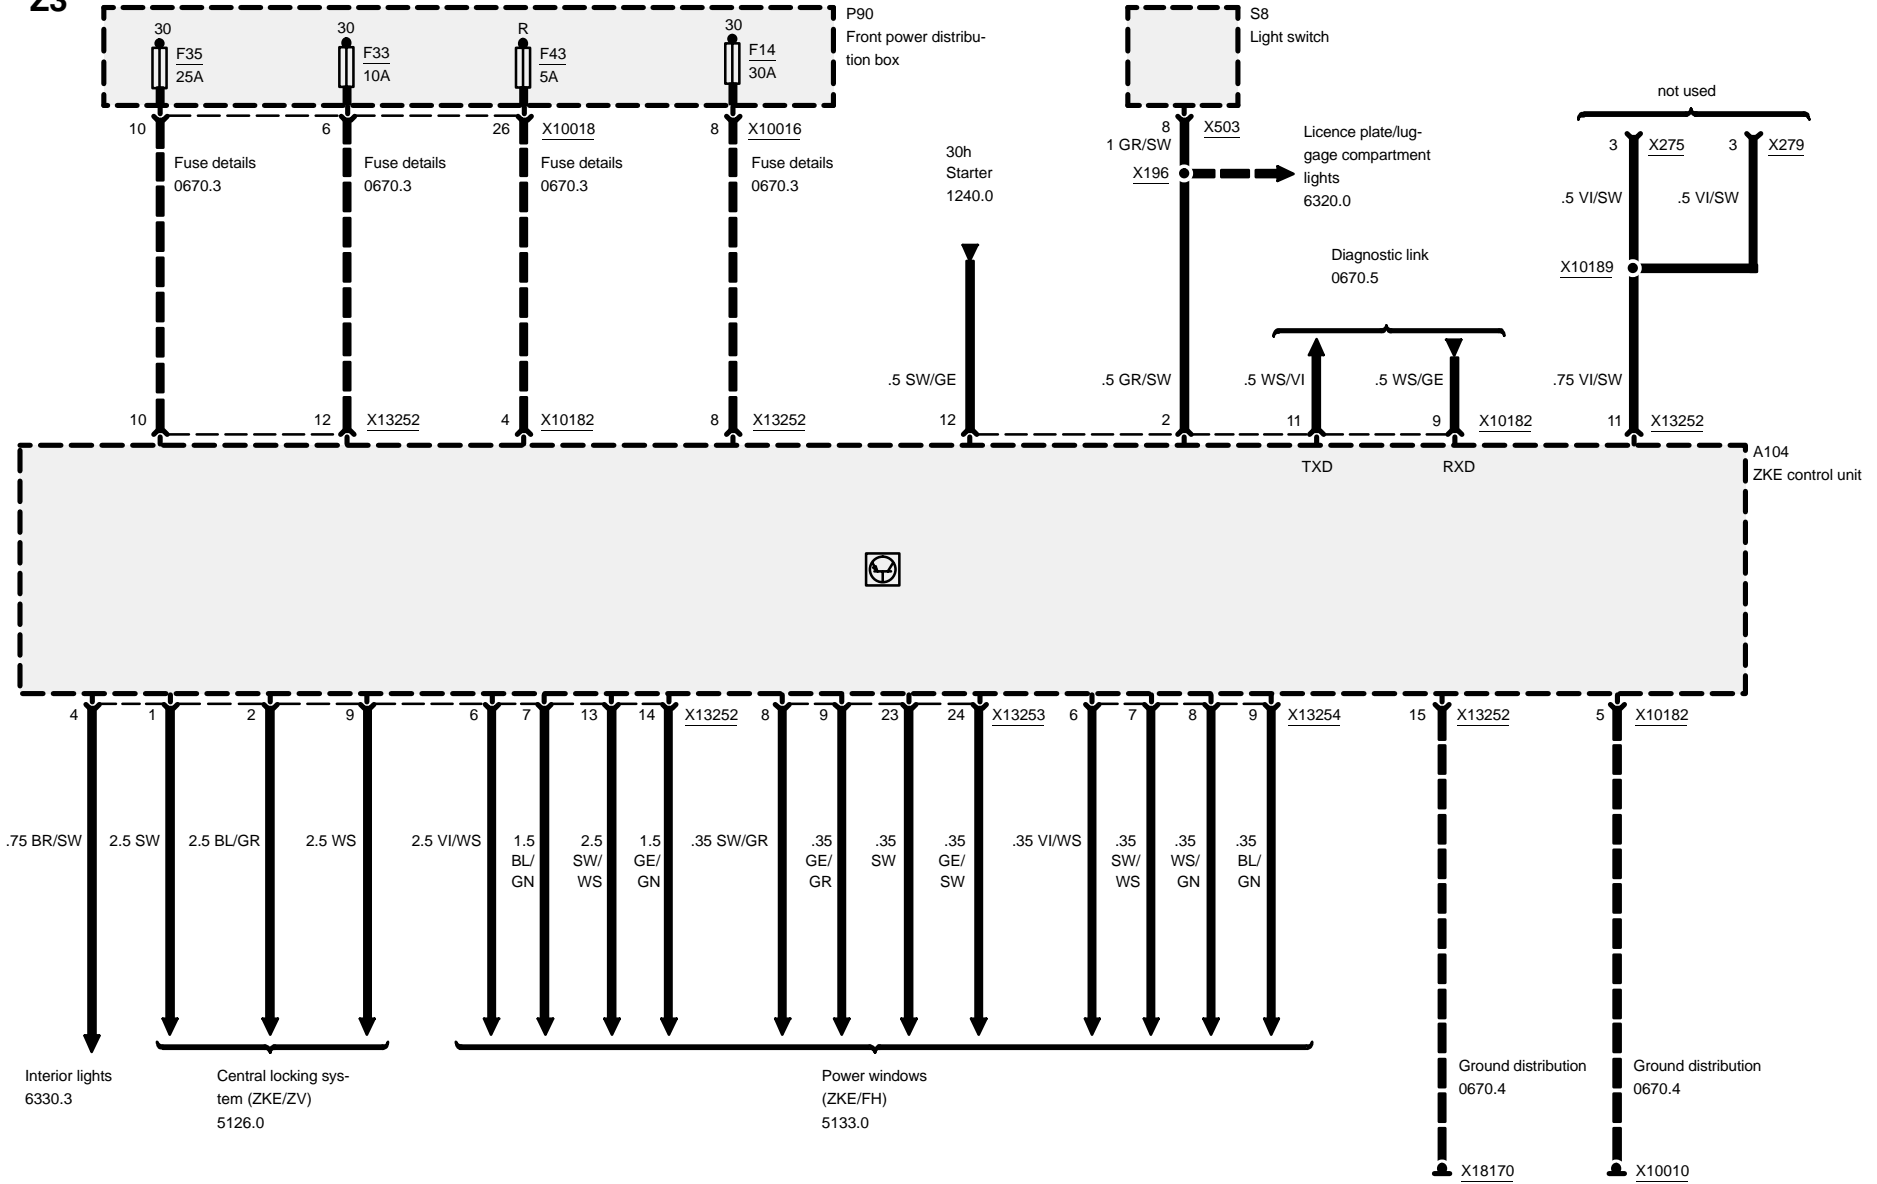 Z3
30
F35
25A
30
F33
10A
R
F43
5A
30
F14
30A
P90
Front power distribu-
tion box
S8
Light switch
10
6
26
X10018
8
X10016
Fuse details
0670.3
Fuse details
0670.3
Fuse details
0670.3
Fuse details
0670.3
30h
Starter
1240.0
8
X503
1 GR/SW
X196
Licence plate/lug-
gage compartment
lights
6320.0
not used
3
X275
3
X279
.5 VI/SW
.5 VI/SW
X10189
Diagnostic link
0670.5
.5 SW/GE
.5 GR/SW
.5 WS/VI
.5 WS/GE
.75 VI/SW
10
12
X13252
4
X10182
8
X13252
12
2
11
9
X10182
11
X13252
TXD
RXD
A104
ZKE control unit
4
1
2
9
6
7
13
14
X13252
8
9
23
24
X13253
6
7
8
9
X13254
15
X13252
5
X10182
.75 BR/SW
2.5 SW
2.5 BL/GR
2.5 WS
2.5 VI/WS
1.5
BL/
GN
2.5
SW/
WS
1.5
GE/
GN
.35 SW/GR
.35
GE/
GR
.35
SW
.35
GE/
SW
.35 VI/WS
.35
SW/
WS
.35
WS/
GN
.35
BL/
GN
Interior lights
6330.3
Central locking sys-
tem (ZKE/ZV)
5126.0
Power windows
(ZKE/FH)
5133.0
Ground distribution
0670.4
Ground distribution
0670.4
X18170
X10010